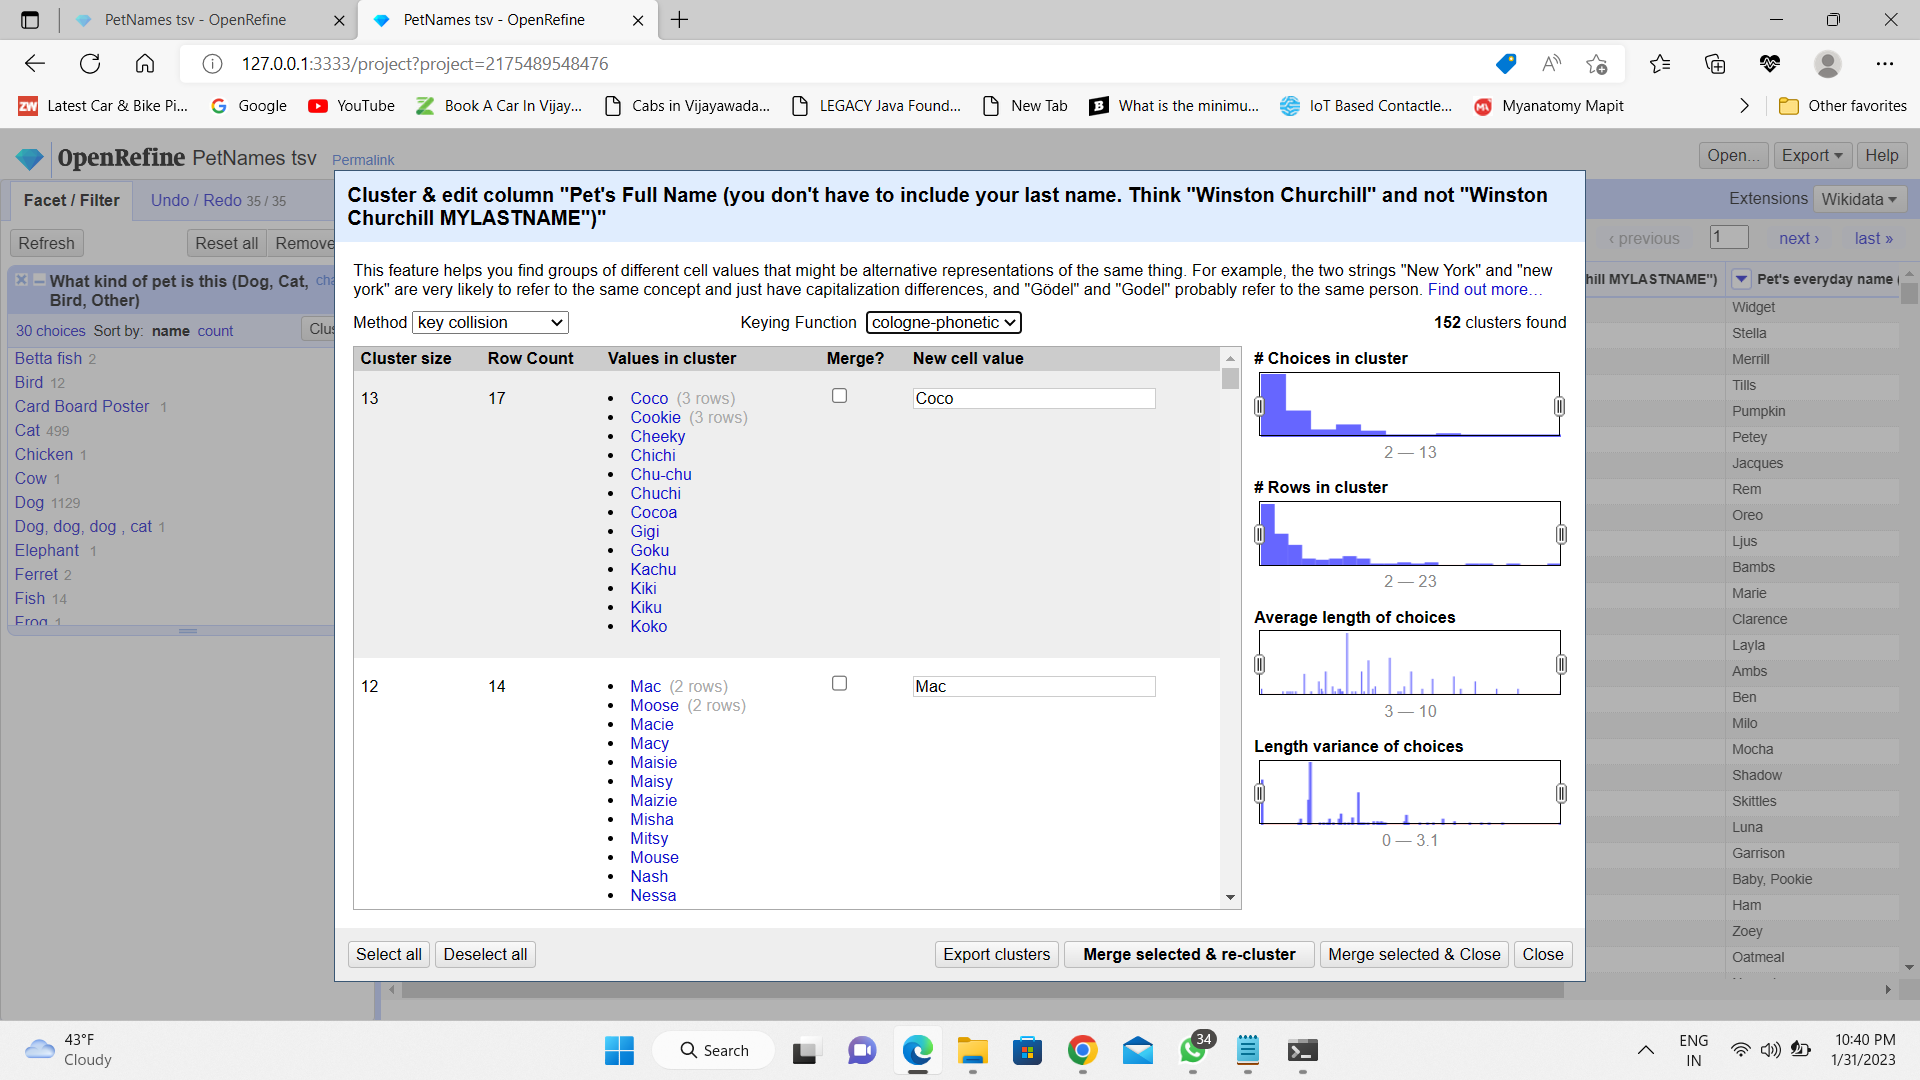 PetNames tsv - OpenRefine
PetNames tsv - OpenRefine
127.0.0.1:3333/project?project=2175489548476
Latest Car & Bike Pi...
Google
YouTube
Book A Car In Vijay...
Cabs in Vijayawada...
LEGACY Java Found...
New Tab
What is the minimu...
IoT Based Contactle...
Myanatomy Mapit
Other favorites
OpenRefine PetNames tsv Permalink
Open... Export Help
Facet / Filter Undo / Redo 35 / 35
Extensions Wikidata
Refresh Reset all Remove
‹ previous 1 next › last »
What kind of pet is this (Dog, Cat, Bird, Other)
cha
30 choices Sort by: name count Clus
Betta fish 2
Bird 12
Card Board Poster 1
Cat 499
Chicken 1
Cow 1
Dog 1129
Dog, dog, dog , cat 1
Elephant 1
Ferret 2
Fish 14
Frog 1
Cluster & edit column "Pet's Full Name (you don't have to include your last name. Think "Winston Churchill" and not "Winston
Churchill MYLASTNAME")"
This feature helps you find groups of different cell values that might be alternative representations of the same thing. For example, the two strings "New York" and "new
york" are very likely to refer to the same concept and just have capitalization differences, and "Gödel" and "Godel" probably refer to the same person. Find out more…
Method key collision Keying Function cologne-phonetic 152 clusters found
Cluster size Row Count Values in cluster Merge? New cell value
13 17
• Coco (3 rows)
Coco
• Cookie (3 rows)
• Cheeky
• Chichi
• Chu-chu
• Chuchi
• Cocoa
• Gigi
• Goku
• Kachu
• Kiki
• Kiku
• Koko
12 14
• Mac (2 rows)
Mac
• Moose (2 rows)
• Macie
• Macy
• Maisie
• Maisy
• Maizie
• Misha
• Mitsy
• Mouse
• Nash
• Nessa
# Choices in cluster
2 — 13
# Rows in cluster
2 — 23
Average length of choices
3 — 10
Length variance of choices
0 — 3.1
Select all Deselect all Export clusters Merge selected & re-cluster Merge selected & Close Close
hill MYLASTNAME") Pet's everyday name
Widget
Stella
Merrill
Tills
Pumpkin
Petey
Jacques
Rem
Oreo
Ljus
Bambs
Marie
Clarence
Layla
Ambs
Ben
Milo
Mocha
Shadow
Skittles
Luna
Garrison
Baby, Pookie
Ham
Zoey
Oatmeal
43°F
Cloudy
Search
34
ENG
IN
10:40 PM
1/31/2023